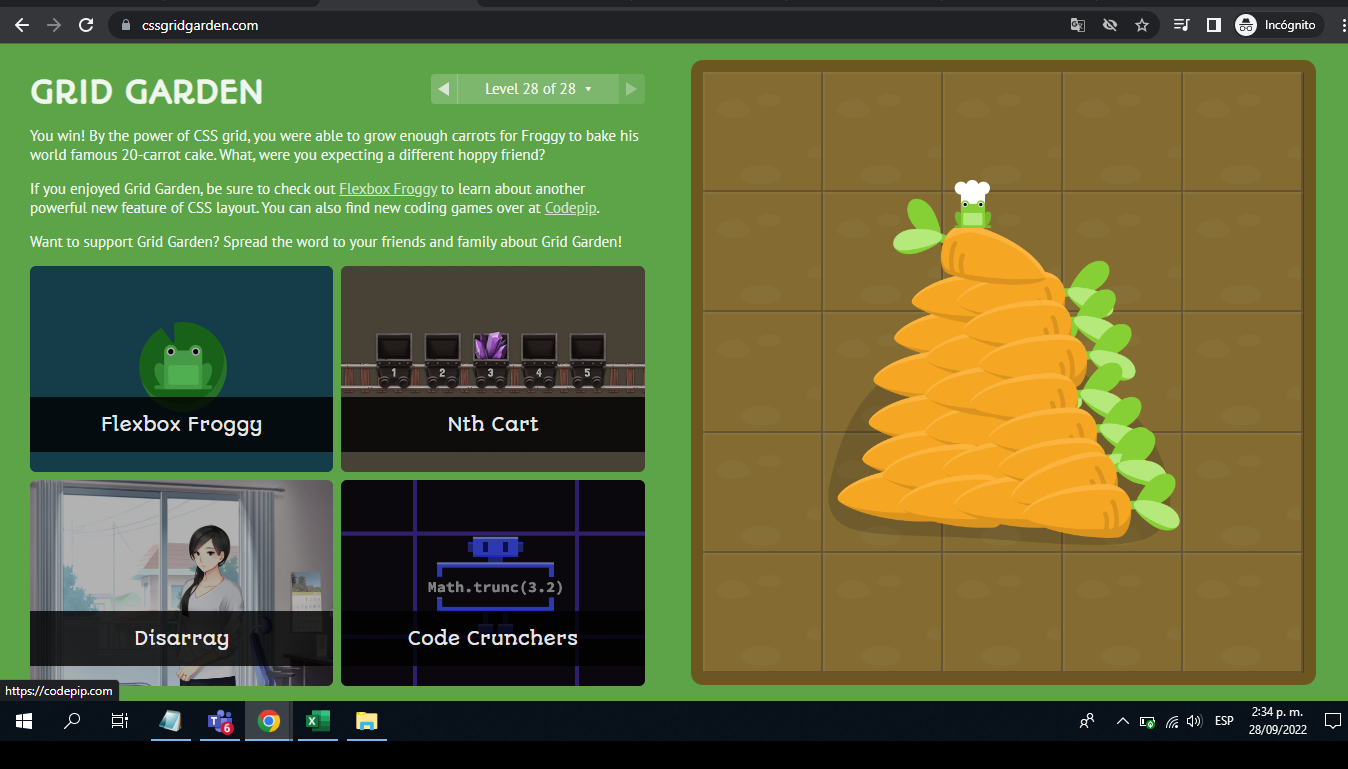 cssgridgarden.com
Incógnito
GRID GARDEN
Level 28 of 28
You win! By the power of CSS grid, you were able to grow enough carrots for Froggy to bake his
world famous 20-carrot cake. What, were you expecting a different hoppy friend?
If you enjoyed Grid Garden, be sure to check out Flexbox Froggy to learn about another
powerful new feature of CSS layout. You can also find new coding games over at Codepip.
Want to support Grid Garden? Spread the word to your friends and family about Grid Garden!
1 2 3 4 5
Flexbox Froggy
Nth Cart
Math.trunc(3.2)
Disarray
Code Crunchers
https://codepip.com
6
ESP
2:34 p. m.
28/09/2022